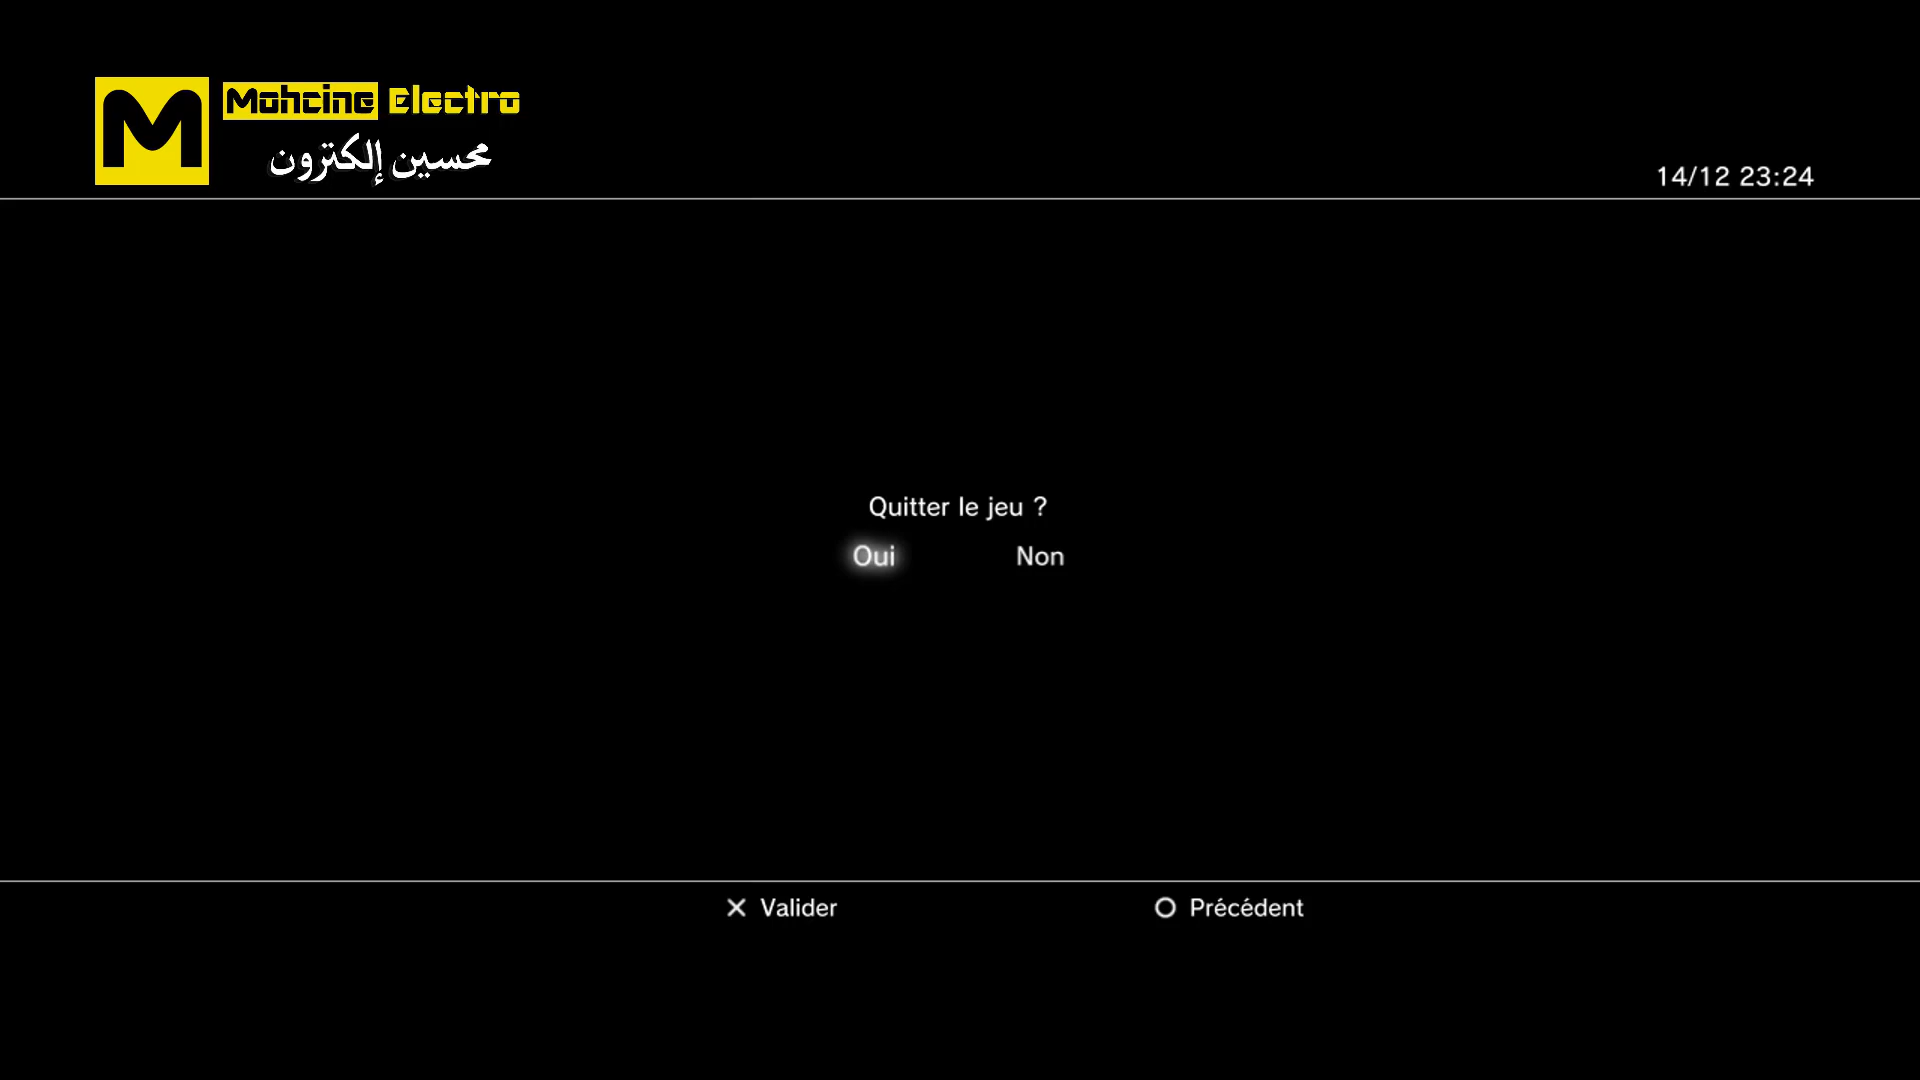 M
Mohcine Electro
محسين إلكترون
14/12 23:24
Quitter le jeu ?
Oui Non
X Valider O Précédent